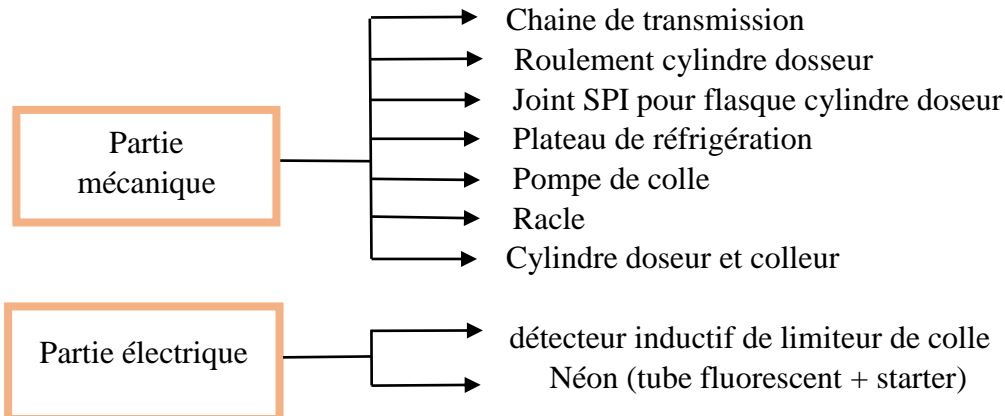 Partie
mécanique
Chaine de transmission
Roulement cylindre dosseur
Joint SPI pour flasque cylindre doseur
Plateau de réfrigération
Pompe de colle
Racle
Cylindre doseur et colleur
Partie électrique
détecteur inductif de limiteur de colle
Néon (tube fluorescent + starter)